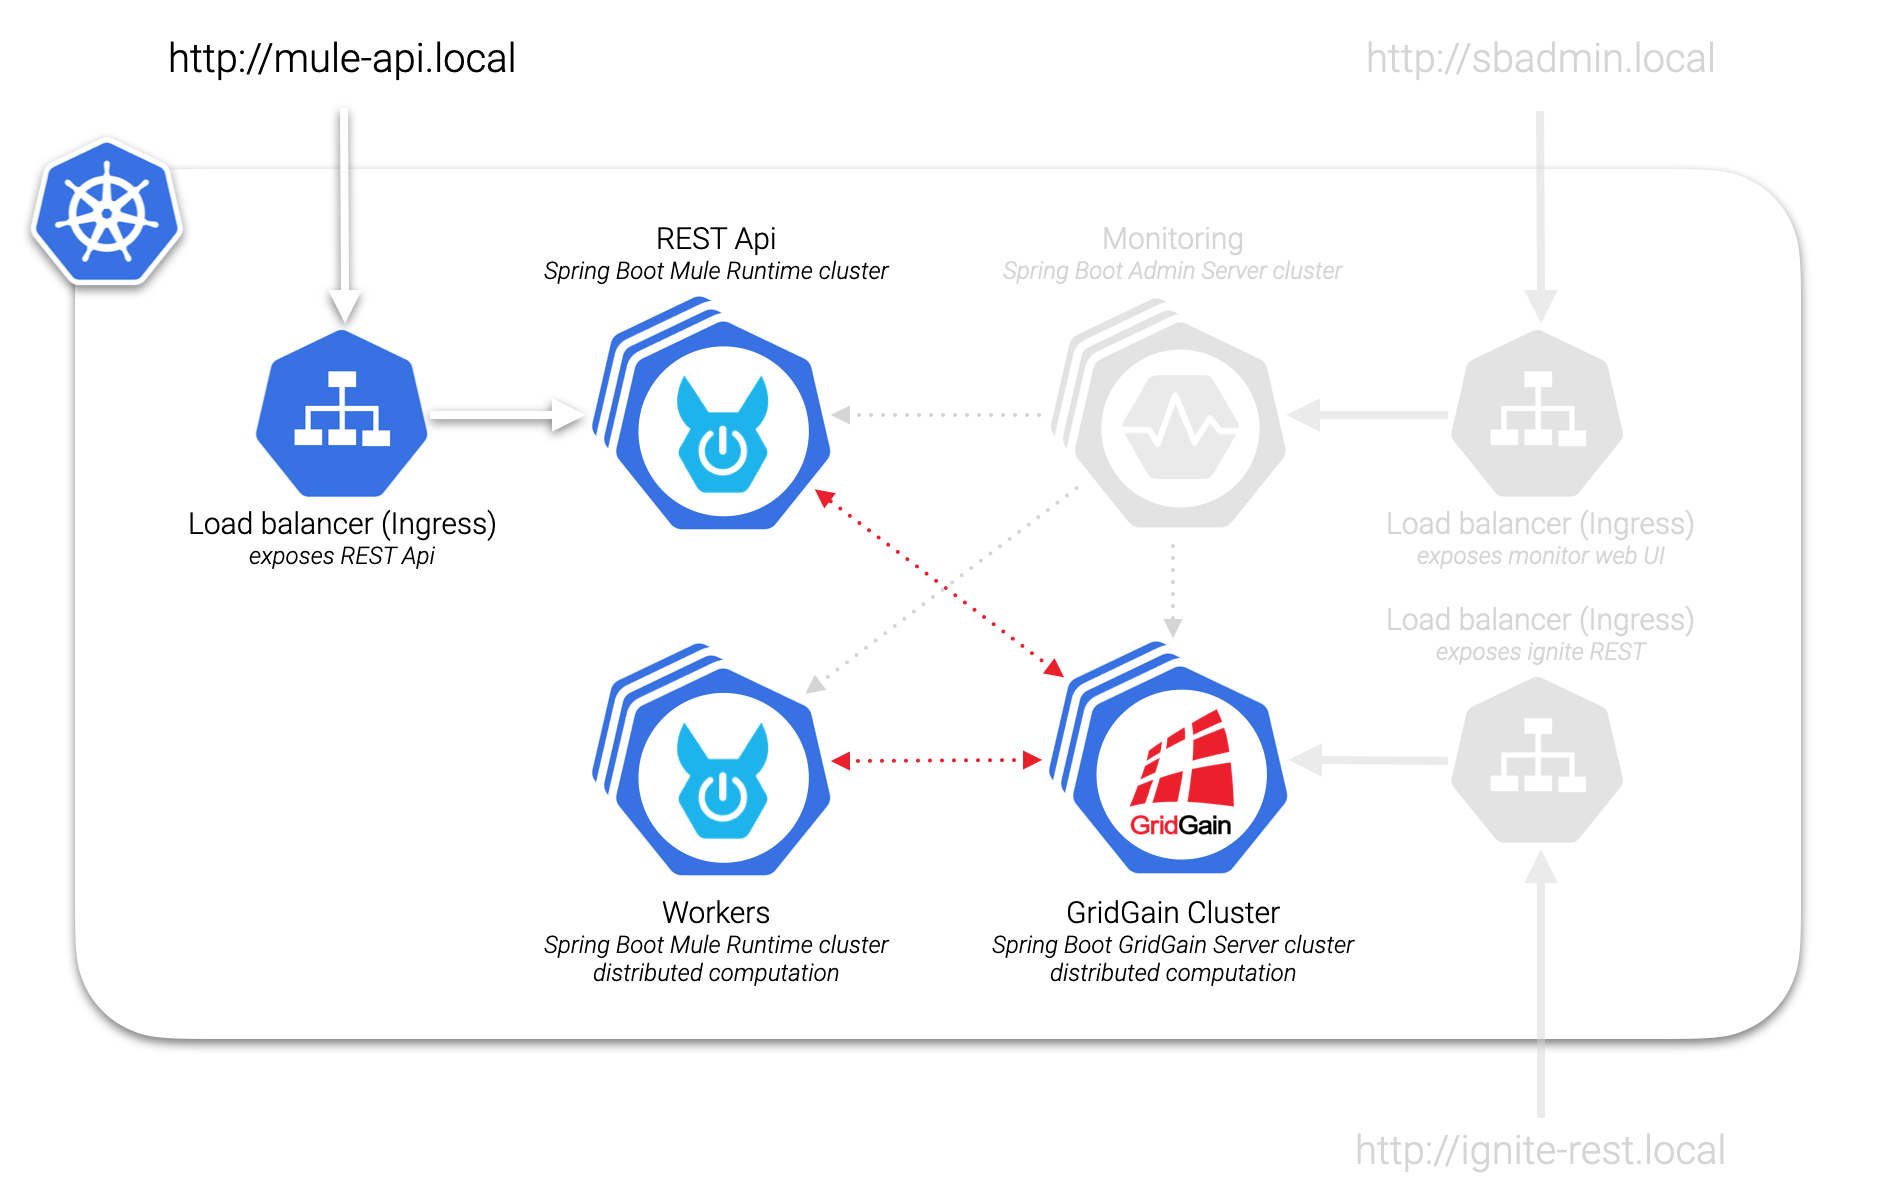 http://mule-api.local
http://sbadmin.local
REST Api
Spring Boot Mule Runtime cluster
Monitoring
Spring Boot Admin Server cluster
Load balancer (Ingress)
exposes REST Api
Load balancer (Ingress)
exposes monitor web UI
Load balancer (Ingress)
exposes ignite REST
GridGain
Workers
Spring Boot Mule Runtime cluster
distributed computation
GridGain Cluster
Spring Boot GridGain Server cluster
distributed computation
http://ignite-rest.local